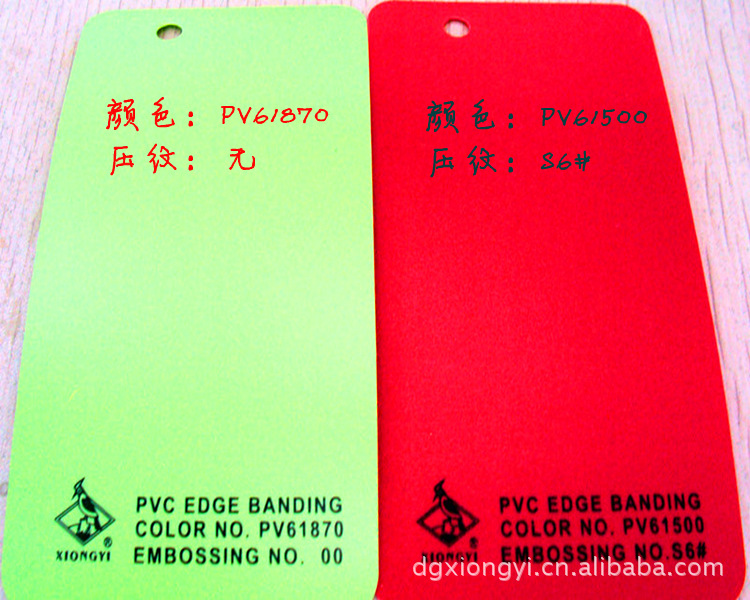 颜色：PV61870
压纹：无
PVC EDGE BANDING
COLOR NO. PV61870
EMBOSSING NO. 00
XIONGYI ®
颜色：PV61500
压纹：S6#
PVC EDGE BANDING
COLOR NO. PV61500
EMBOSSING NO.S6#
XIONGYI ®
dgxiongyi.cn.alibaba.com